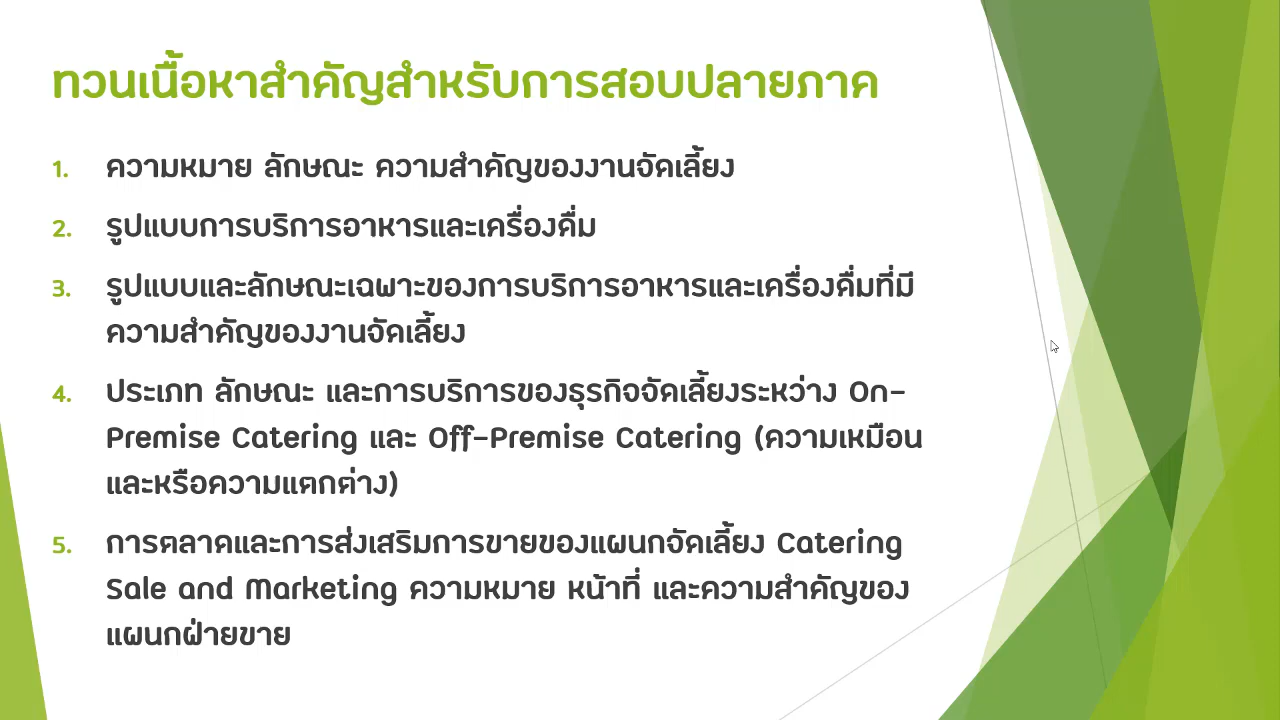 ทวนเนื้อหาสำคัญสำหรับการสอบปลายภาค
1. ความหมาย ลักษณะ ความสำคัญของงานจัดเลี้ยง
2. รูปแบบการบริการอาหารและเครื่องดื่ม
3. รูปแบบและลักษณะเฉพาะของการบริการอาหารและเครื่องดื่มที่มี
ความสำคัญของงานจัดเลี้ยง
4. ประเภท ลักษณะ และการบริการของธุรกิจจัดเลี้ยงระหว่าง On-
Premise Catering และ Off-Premise Catering (ความเหมือน
และหรือความแตกต่าง)
5. การตลาดและการส่งเสริมการขายของแผนกจัดเลี้ยง Catering
Sale and Marketing ความหมาย หน้าที่ และความสำคัญของ
แผนกฝ่ายขาย